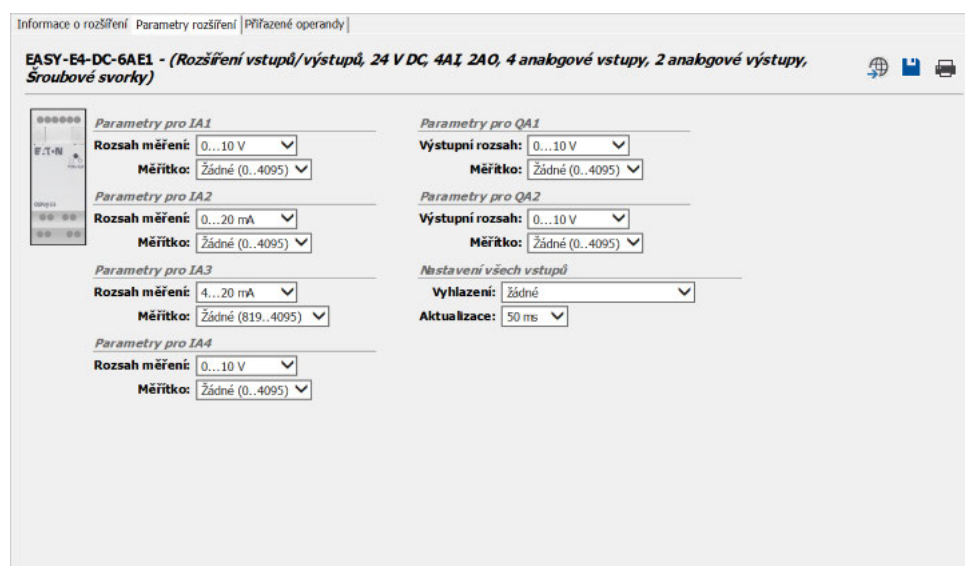 Informace o rozšíření Parametry rozšíření Přiřazené operandy
EASY-E4-DC-6AE1 - (Rozšíření vstupů/výstupů, 24 V DC, 4AI, 2AO, 4 analogové vstupy, 2 analogové výstupy,
Šroubové svorky)
E.T.N
Parametry pro IA1
Rozsah měření: 0...10 V
Měřítko: Žádné (0..4095)
Parametry pro IA2
Rozsah měření: 0...20 mA
Měřítko: Žádné (0..4095)
Parametry pro IA3
Rozsah měření: 4...20 mA
Měřítko: Žádné (819..4095)
Parametry pro IA4
Rozsah měření: 0...10 V
Měřítko: Žádné (0..4095)
Parametry pro QA1
Výstupní rozsah: 0...10 V
Měřítko: Žádné (0..4095)
Parametry pro QA2
Výstupní rozsah: 0...10 V
Měřítko: Žádné (0..4095)
Nastavení všech vstupů
Vyhlazení: žádné
Aktualizace: 50 ms